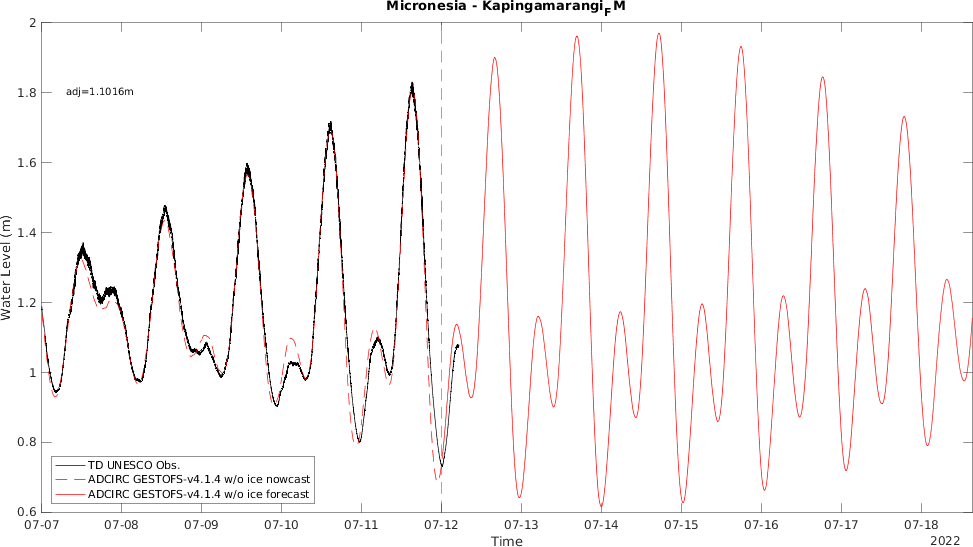 Micronesia - Kapingamarangi_FM
2
1.8
1.6
1.4
1.2
1
0.8
0.6
Water Level (m)
adj=1.1016m
TD UNESCO Obs.
ADCIRC GESTOFS-v4.1.4 w/o ice nowcast
ADCIRC GESTOFS-v4.1.4 w/o ice forecast
07-07 07-08 07-09 07-10 07-11 07-12 07-13 07-14 07-15 07-16 07-17 07-18
Time
2022